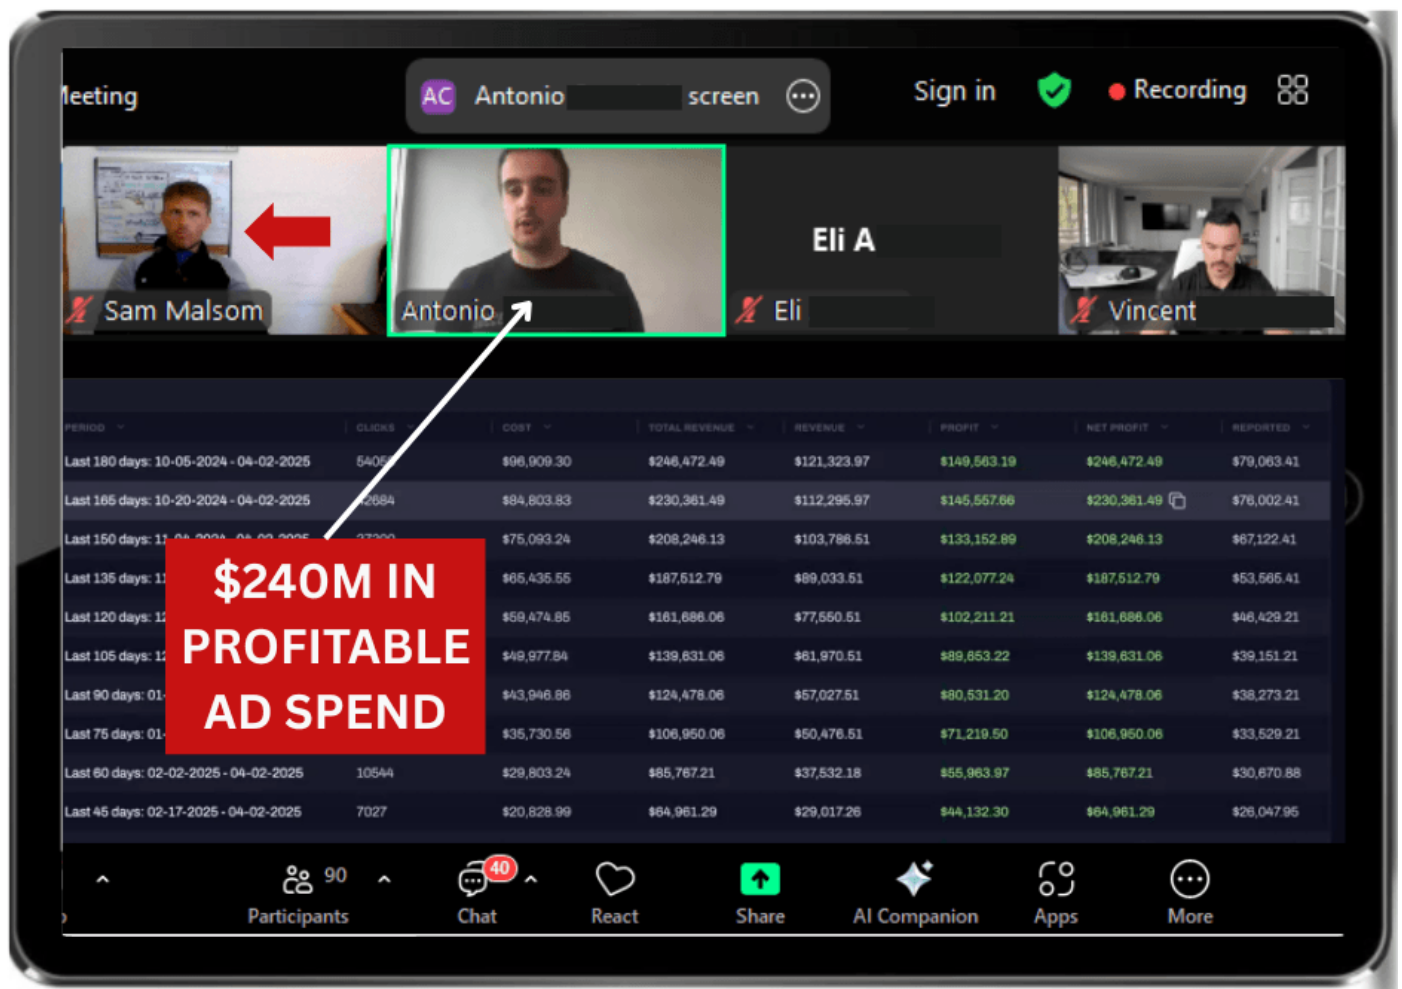 Meeting
AC Antonio screen
Sign in
Recording
Sam Malsom
Antonio
Eli A
Eli
Vincent
PERIOD CLICKS COST TOTAL REVENUE REVENUE PROFIT NET PROFIT REPORTED
Last 180 days: 10-05-2024 - 04-02-2025 $96,909.30 $246,472.49 $121,323.97 $149,563.19 $246,472.49 $79,063.41
Last 165 days: 10-20-2024 - 04-02-2025 $84,803.83 $230,361.49 $112,295.97 $145,557.66 $230,361.49 $76,002.41
Last 150 days: $75,093.24 $208,246.13 $103,786.51 $133,152.89 $208,246.13 $67,122.41
Last 135 days: $65,435.55 $187,512.79 $89,033.51 $122,077.24 $187,512.79 $53,565.41
Last 120 days: $59,474.85 $161,686.06 $77,550.51 $102,211.21 $161,686.06 $46,429.21
Last 105 days: $49,977.84 $139,631.06 $61,970.51 $89,653.22 $139,631.06 $39,151.21
Last 90 days: $43,946.86 $124,478.06 $57,027.51 $80,531.20 $124,478.06 $38,273.21
Last 75 days: $35,730.56 $106,950.06 $50,476.51 $71,219.50 $106,950.06 $33,529.21
Last 60 days: 02-02-2025 - 04-02-2025 10544 $29,803.24 $85,767.21 $37,532.18 $55,963.97 $85,767.21 $30,670.88
Last 45 days: 02-17-2025 - 04-02-2025 7027 $20,828.99 $64,961.29 $29,017.26 $44,132.30 $64,961.29 $26,047.95
$240M IN
PROFITABLE
AD SPEND
90
40
Participants
Chat
React
Share
AI Companion
Apps
More